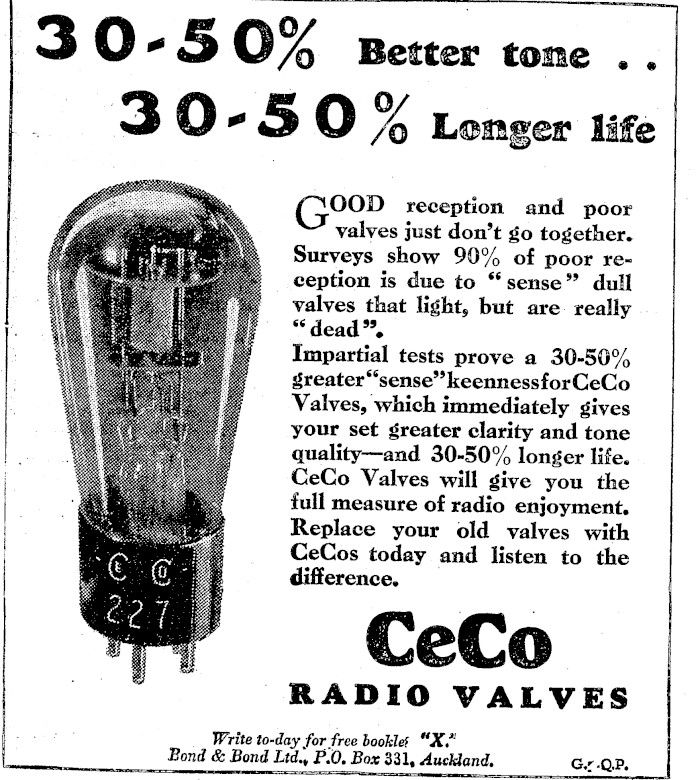 30-50% Better tone . .
30-50% Longer life
GOOD reception and poor
valves just don't go together.
Surveys show 90% of poor re-
ception is due to "sense" dull
valves that light, but are really
"dead".
Impartial tests prove a 30-50%
greater "sense" keenness for CeCo
Valves, which immediately gives
your set greater clarity and tone
quality—and 30-50% longer life.
CeCo Valves will give you the
full measure of radio enjoyment.
Replace your old valves with
CeCos today and listen to the
difference.
CeCo
227
CeCo
RADIO VALVES
Write to-day for free booklet "X."
Bond & Bond Ltd., P.O. Box 331, Auckland.
G. Q.P.